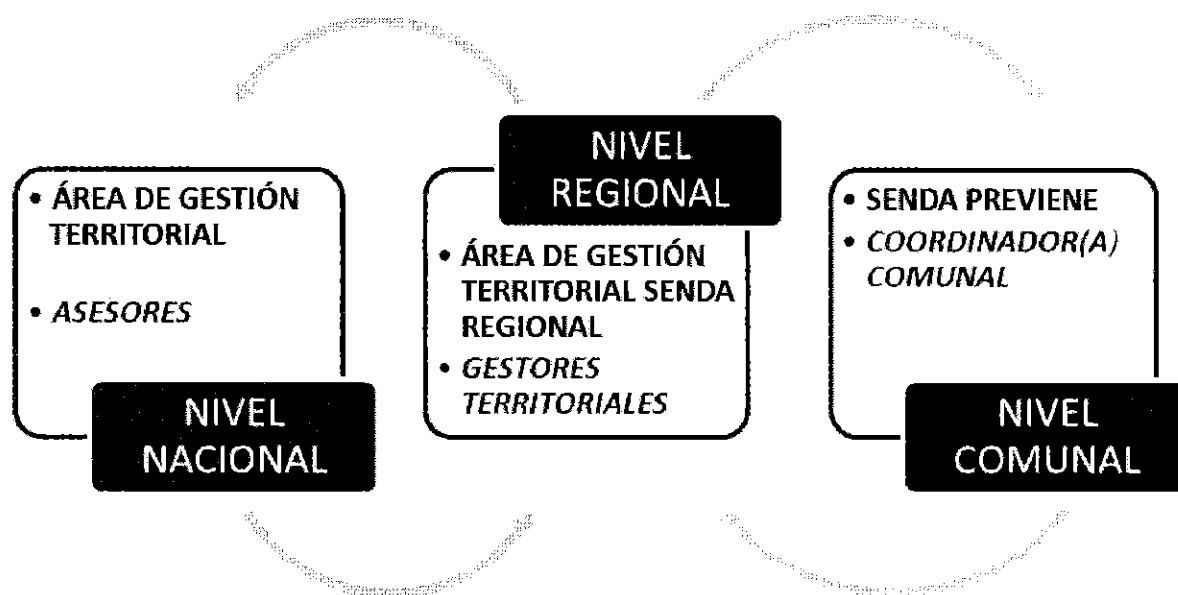 • ÁREA DE GESTIÓN
TERRITORIAL
• ASESORES
NIVEL
NACIONAL
NIVEL
REGIONAL
• ÁREA DE GESTIÓN
TERRITORIAL SENDA
REGIONAL
• GESTORES
TERRITORIALES
• SENDA PREVIENE
• COORDINADOR(A)
COMUNAL
NIVEL
COMUNAL